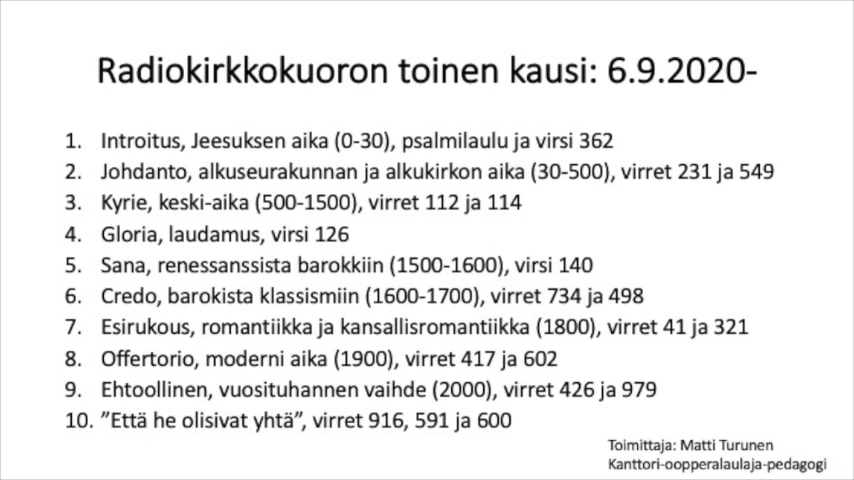 Radiokirkkokuoron toinen kausi: 6.9.2020-
1. Introitus, Jeesuksen aika (0-30), psalmilaulu ja virsi 362
2. Johdanto, alkuseurakunnan ja alkukirkon aika (30-500), virret 231 ja 549
3. Kyrie, keski-aika (500-1500), virret 112 ja 114
4. Gloria, laudamus, virsi 126
5. Sana, renessanssista barokkiin (1500-1600), virsi 140
6. Credo, barokista klassismiin (1600-1700), virret 734 ja 498
7. Esirukous, romantiikka ja kansallisromantiikka (1800), virret 41 ja 321
8. Offertorio, moderni aika (1900), virret 417 ja 602
9. Ehtoollinen, vuosituhannen vaihde (2000), virret 426 ja 979
10. ”Että he olisivat yhtä”, virret 916, 591 ja 600
Toimittaja: Matti Turunen
Kanttori-oopperalaulaja-pedagogi